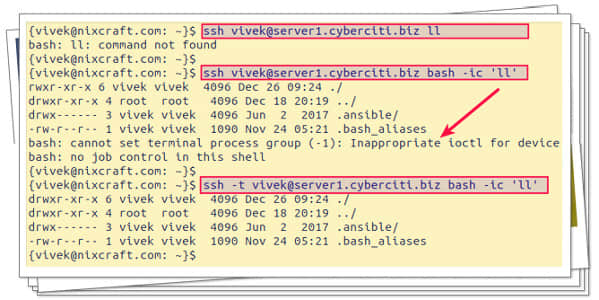 {vivek@nixcraft.com: ~}$ ssh vivek@server1.cyberciti.biz ll
bash: ll: command not found
{vivek@nixcraft.com: ~}$
{vivek@nixcraft.com: ~}$ ssh vivek@server1.cyberciti.biz bash -ic 'll'
rwxr-xr-x 6 vivek vivek 4096 Dec 26 09:24 ./
drwxr-xr-x 4 root root 4096 Dec 18 20:19 ../
drwx------ 3 vivek vivek 4096 Jun 2 2017 .ansible/
-rw-r--r-- 1 vivek vivek 1090 Nov 24 05:21 .bash_aliases
bash: cannot set terminal process group (-1): Inappropriate ioctl for device
bash: no job control in this shell
{vivek@nixcraft.com: ~}$
{vivek@nixcraft.com: ~}$ ssh -t vivek@server1.cyberciti.biz bash -ic 'll'
drwxr-xr-x 6 vivek vivek 4096 Dec 26 09:24 ./
drwxr-xr-x 4 root root 4096 Dec 18 20:19 ../
drwx------ 3 vivek vivek 4096 Jun 2 2017 .ansible/
-rw-r--r-- 1 vivek vivek 1090 Nov 24 05:21 .bash_aliases
{vivek@nixcraft.com: ~}$